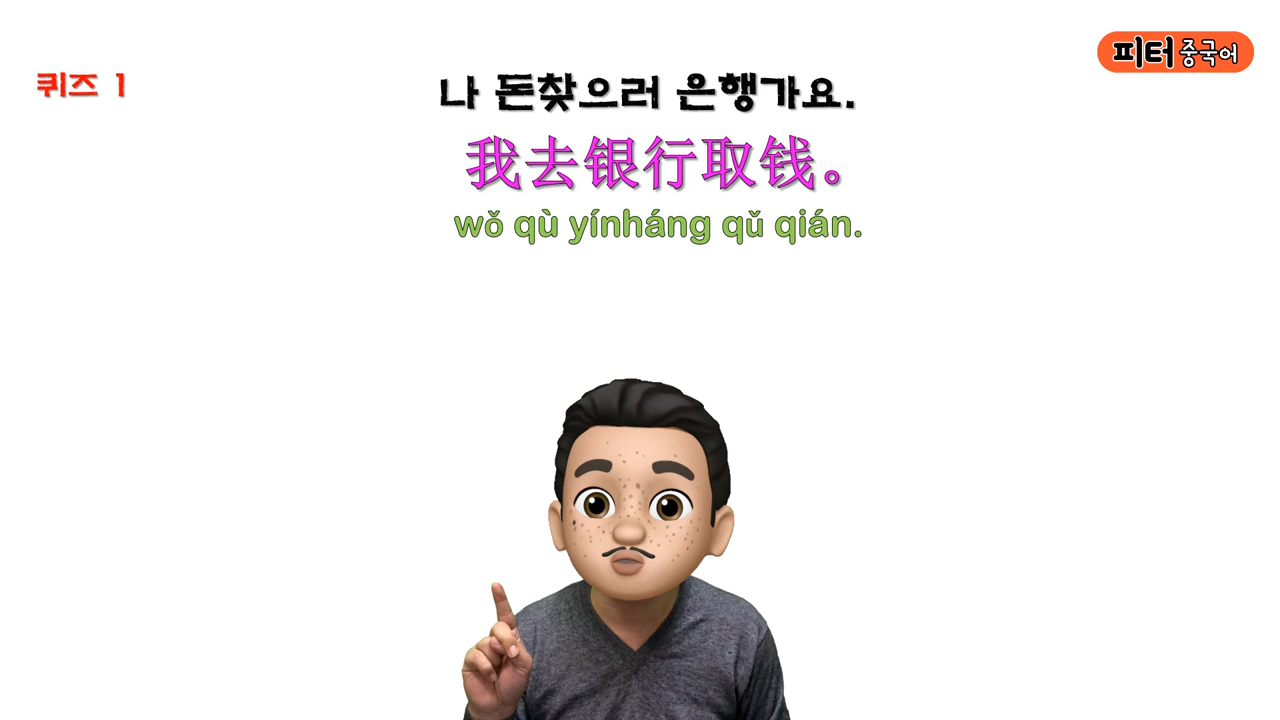 피터 중국어
퀴즈 1
나 돈찾으러 은행가요.
我去银行取钱。
wǒ qù yínháng qǔ qián.